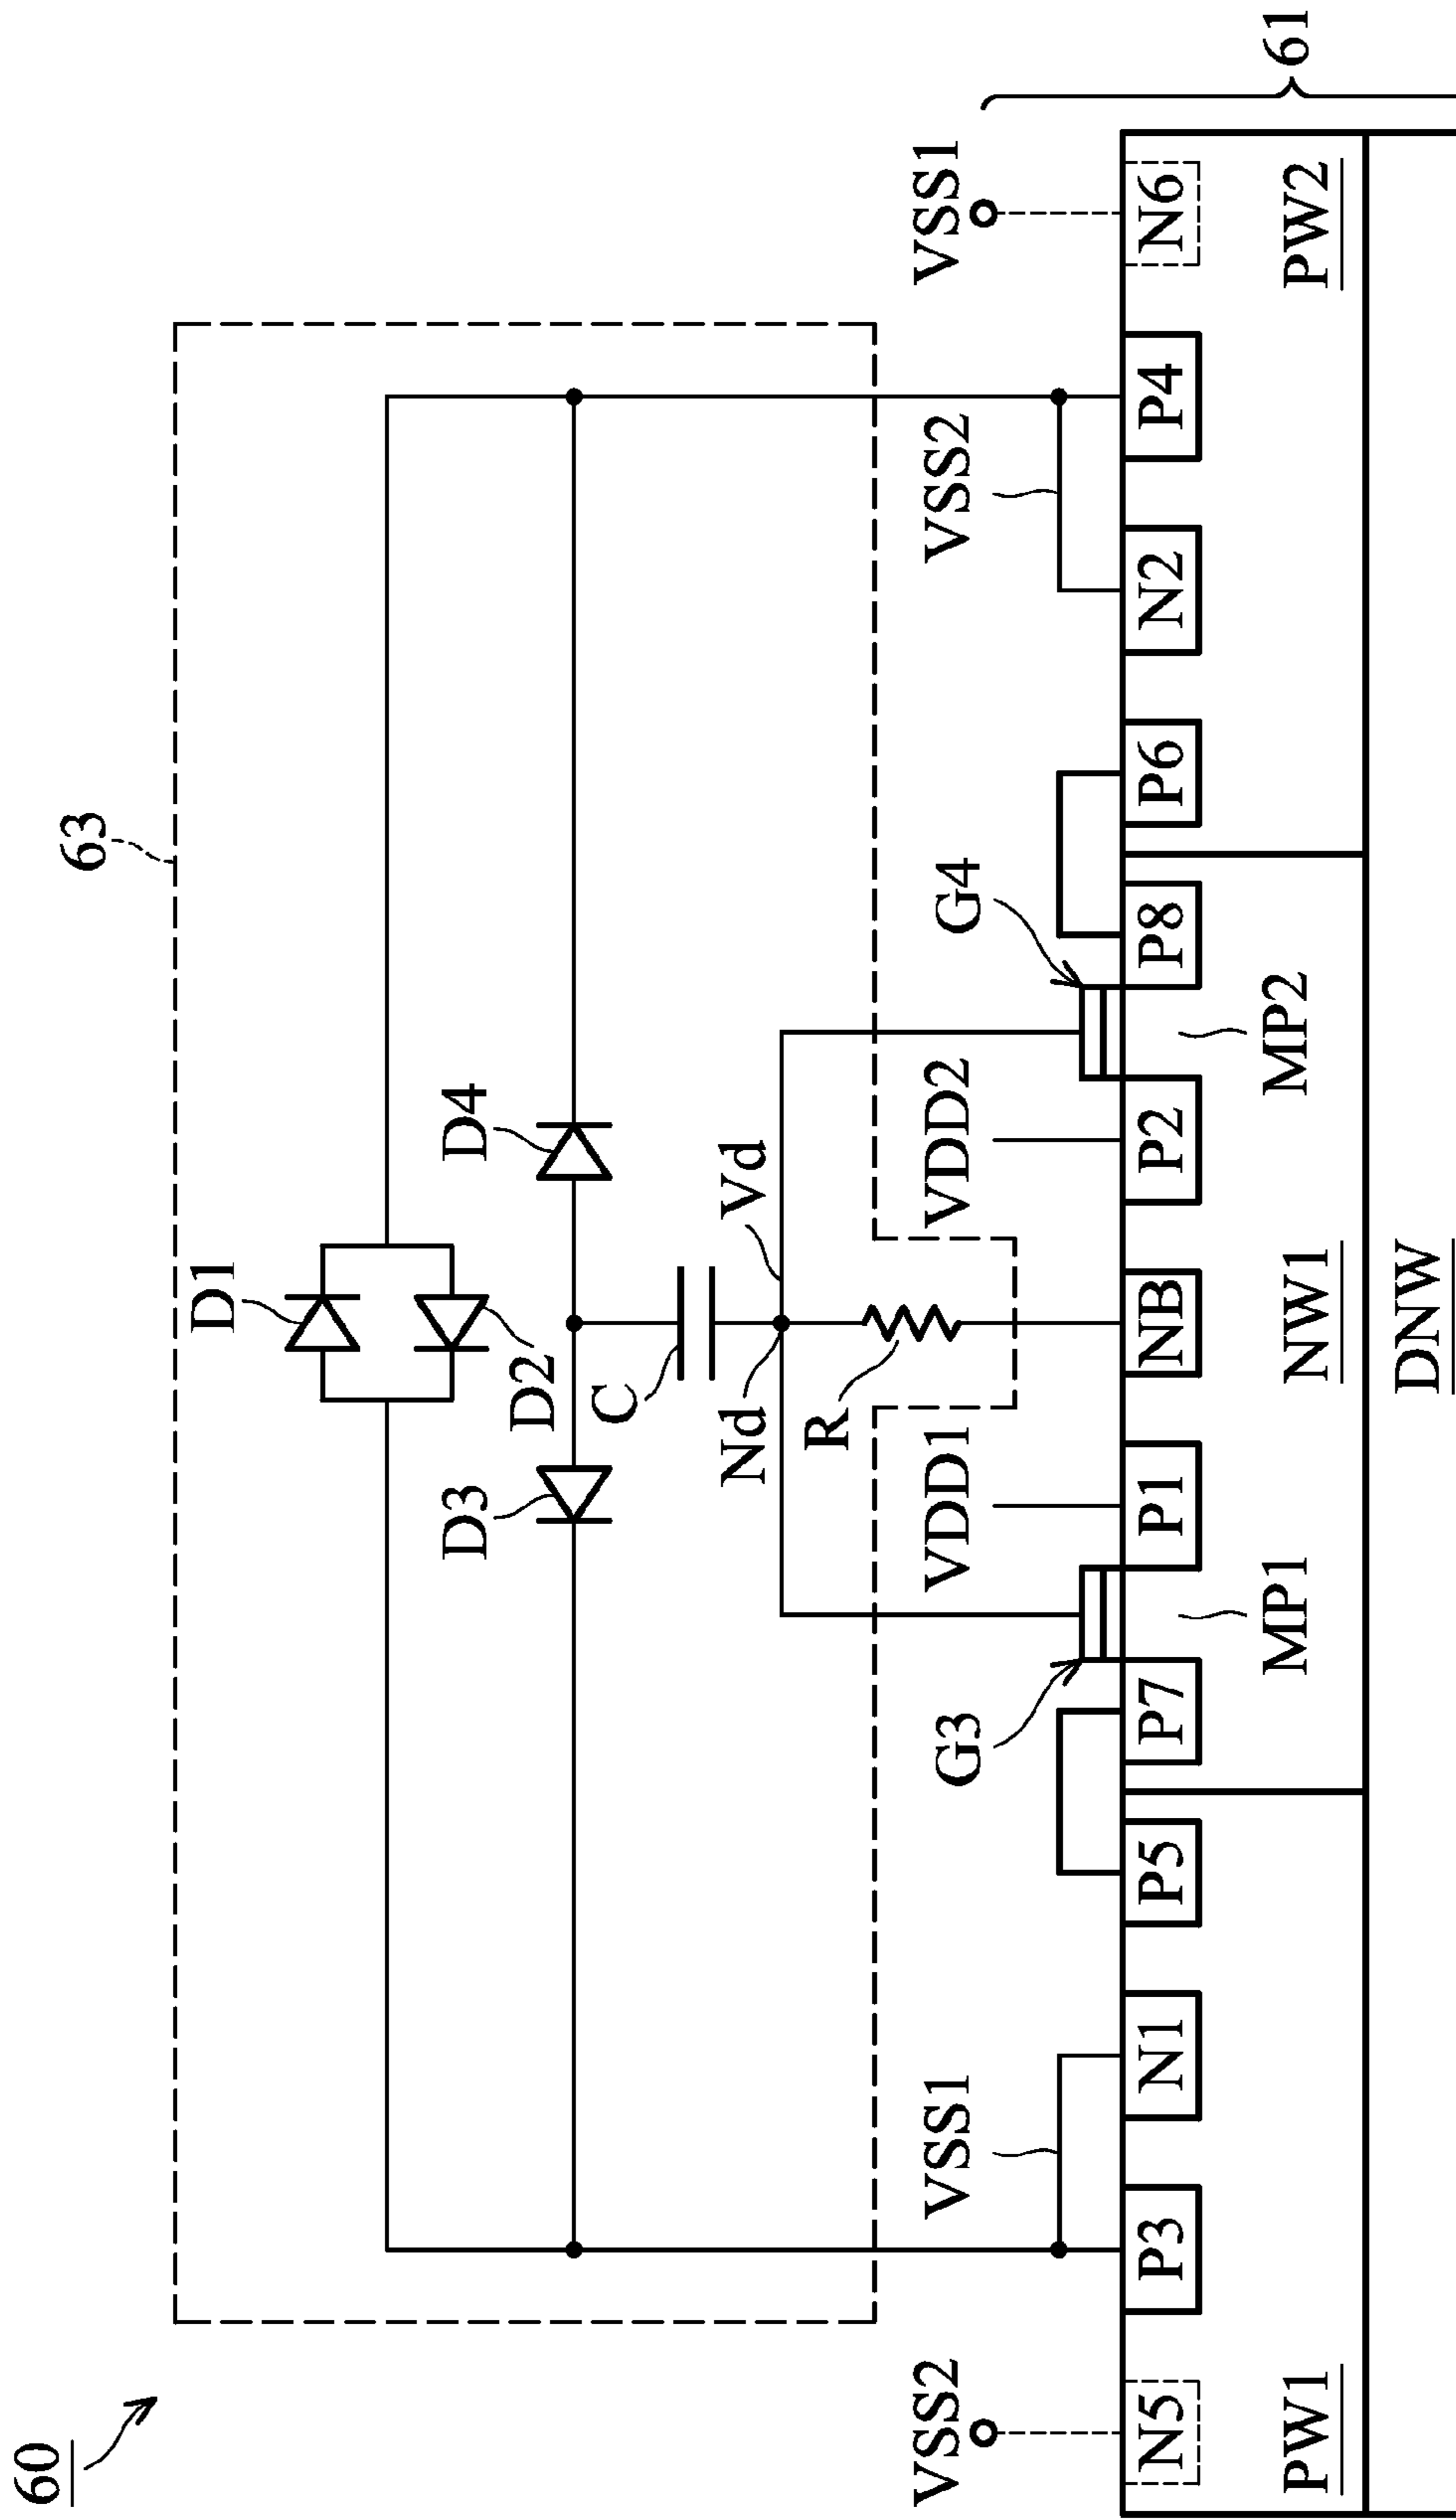 60
63
D1
D2
D3
D4
C
Nd
Vd
R
VSS2
VSS1
G3
VDD1
VDD2
G4
VSS2
VSS1
61
N5
P3
N1
P5
P7
P1
NB
P2
P8
P6
N2
P4
N6
MP1
MP2
PW1
NW1
PW2
DNW